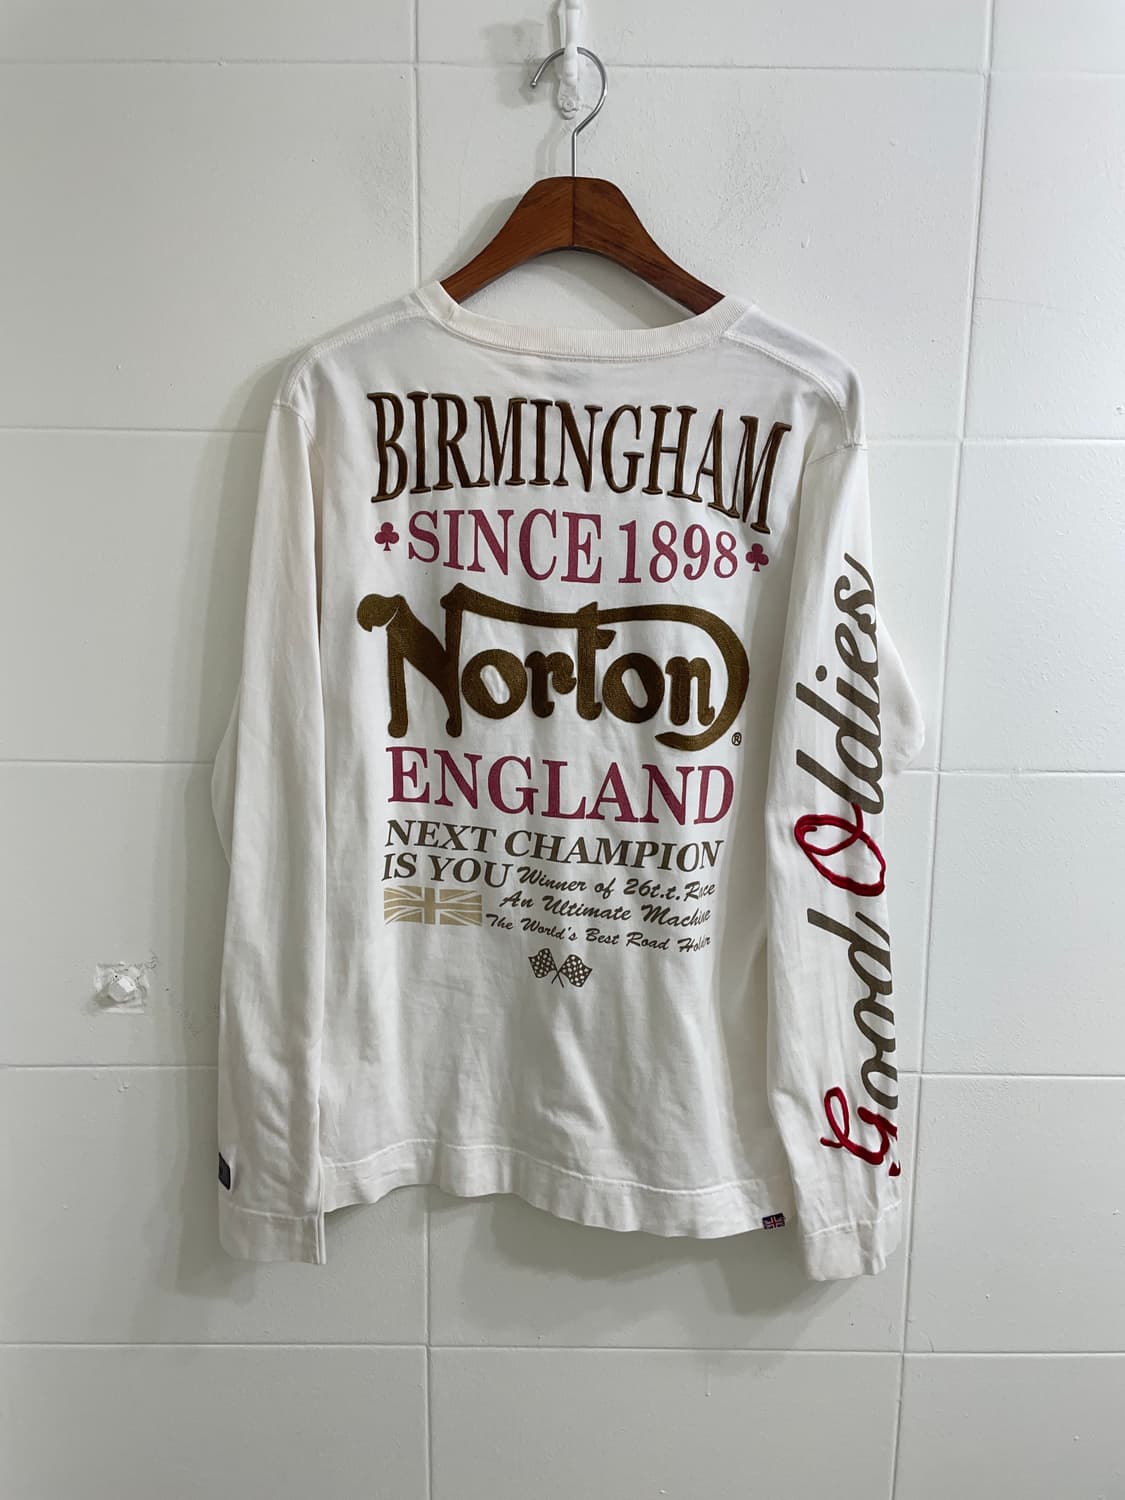 BIRMINGHAM
SINCE 1898
Norton®
ENGLAND
NEXT CHAMPION
IS YOU
Winner of 26t.t. Race
An Ultimate Machine
The World's Best Road Holder
Good Oldies